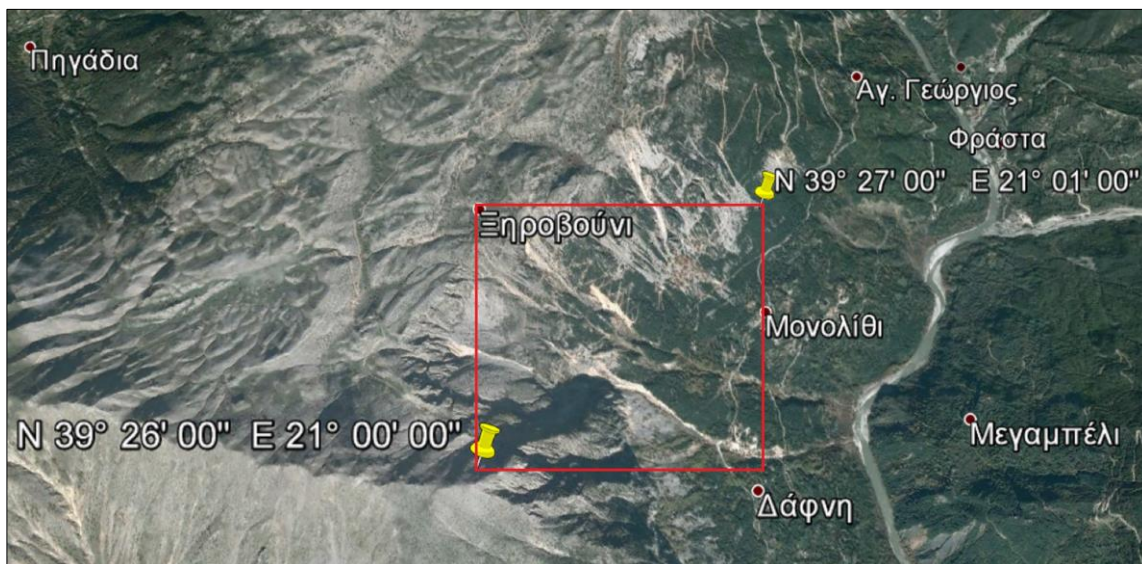 Πηγάδια
Αγ. Γεώργιος
Φράστα
N 39° 27' 00" E 21° 01' 00"
Ξηροβούνι
Μονολίθι
N 39° 26' 00" E 21° 00' 00"
Μεγαμπέλι
Δάφνη